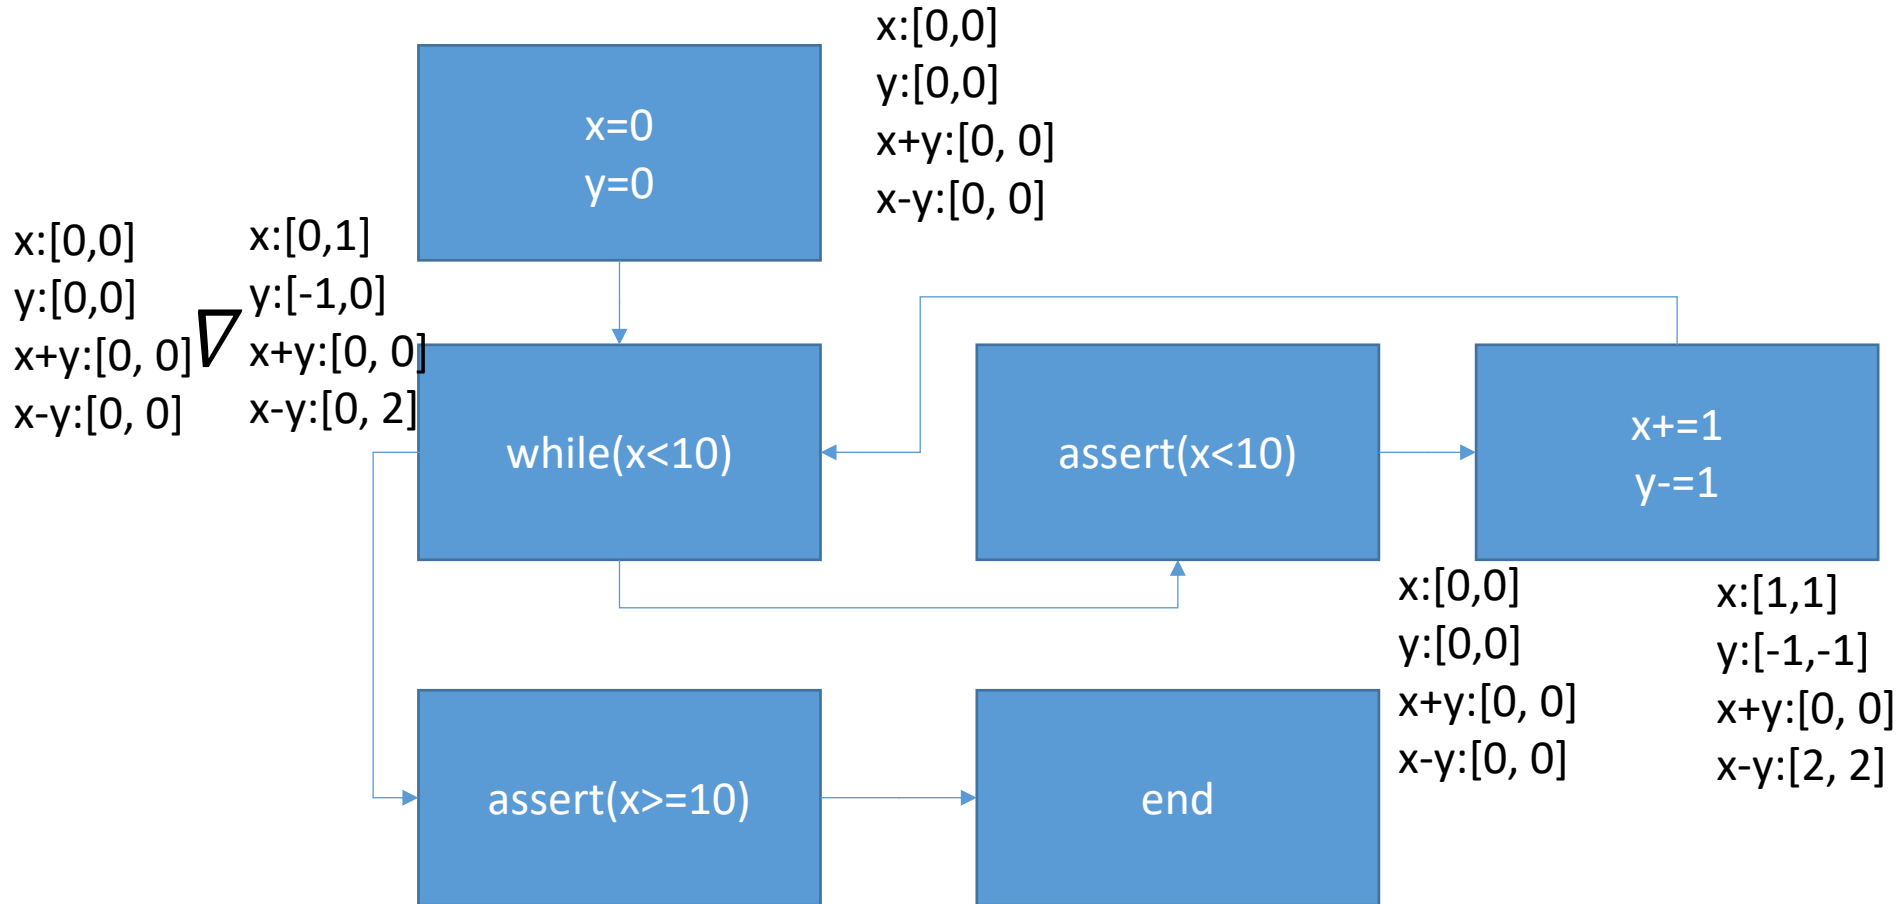 x:[0,0]
y:[0,0]
x+y:[0, 0]
x-y:[0, 0]
x=0
y=0
x:[0,0]
y:[0,0]
x+y:[0, 0]
x-y:[0, 0]
∇
x:[0,1]
y:[-1,0]
x+y:[0, 0]
x-y:[0, 2]
while(x<10)
assert(x<10)
x+=1
y-=1
x:[0,0]
y:[0,0]
x+y:[0, 0]
x-y:[0, 0]
x:[1,1]
y:[-1,-1]
x+y:[0, 0]
x-y:[2, 2]
assert(x>=10)
end